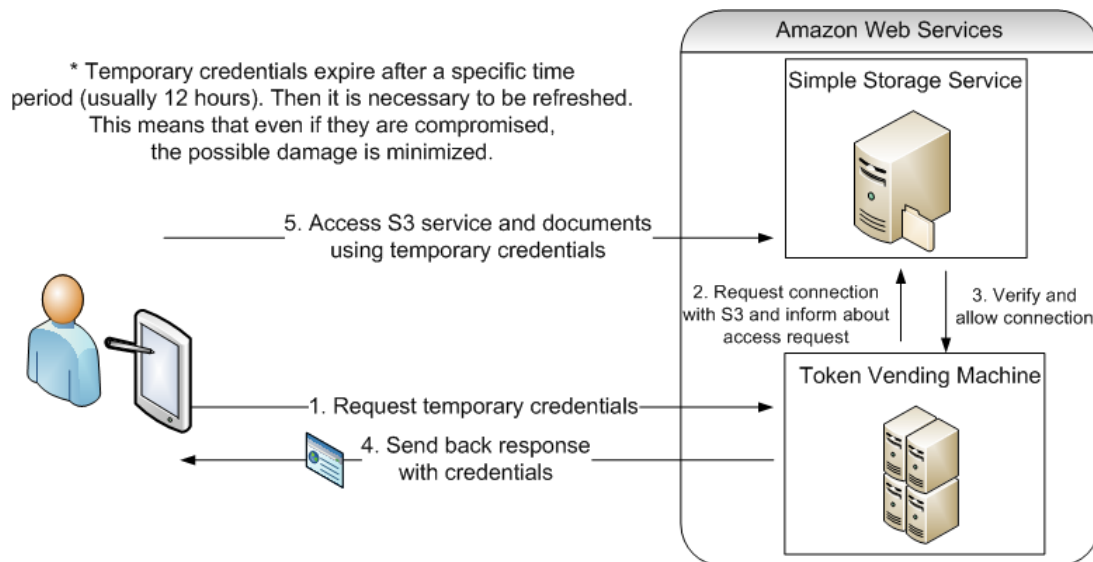 Amazon Web Services
* Temporary credentials expire after a specific time
period (usually 12 hours). Then it is necessary to be refreshed.
This means that even if they are compromised,
the possible damage is minimized.
Simple Storage Service
5. Access S3 service and documents
using temporary credentials
2. Request connection
with S3 and inform about
access request
3. Verify and
allow connection
Token Vending Machine
1. Request temporary credentials
4. Send back response
with credentials